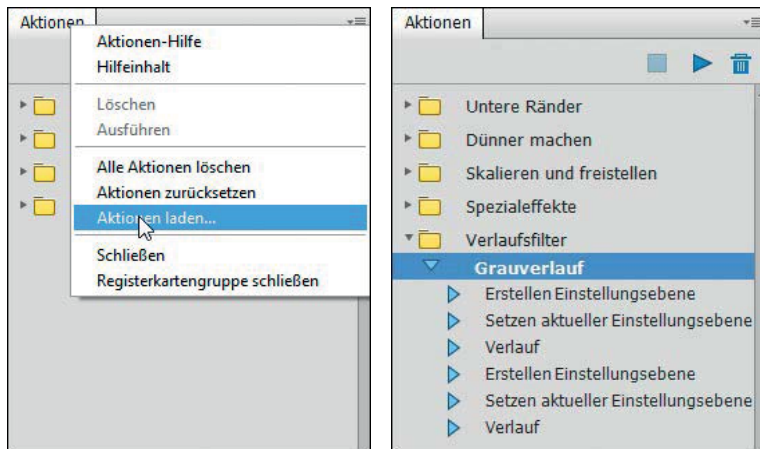 Aktionen
Aktionen-Hilfe
Hilfeinhalt
Löschen
Ausführen
Alle Aktionen löschen
Aktionen zurücksetzen
Aktionen laden...
Schließen
Registerkartengruppe schließen
Aktionen
Untere Ränder
Dünner machen
Skalieren und freistellen
Spezialeffekte
Verlaufsfilter
Grauverlauf
Erstellen Einstellungsebene
Setzen aktueller Einstellungsebene
Verlauf
Erstellen Einstellungsebene
Setzen aktueller Einstellungsebene
Verlauf